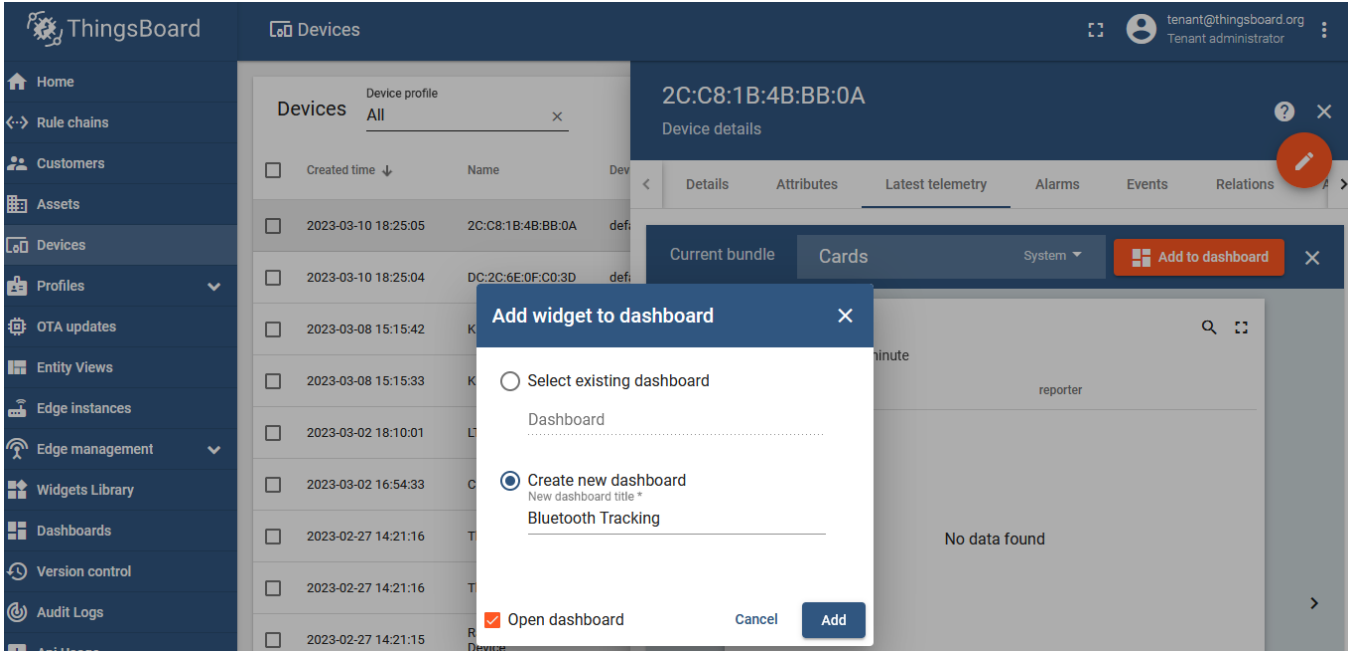 ThingsBoard
Devices
tenant@thingsboard.org
Tenant administrator
Home
Rule chains
Customers
Assets
Devices
Profiles
OTA updates
Entity Views
Edge instances
Edge management
Widgets Library
Dashboards
Version control
Audit Logs
Devices
Device profile
All
Created time
Name
2023-03-10 18:25:05
2C:C8:1B:4B:BB:0A
2023-03-10 18:25:04
DC:2C:6E:0F:C0:3D
2023-03-08 15:15:42
2023-03-08 15:15:33
2023-03-02 18:10:01
2023-03-02 16:54:33
2023-02-27 14:21:16
2023-02-27 14:21:16
2023-02-27 14:21:15
Device
2C:C8:1B:4B:BB:0A
Device details
Details
Attributes
Latest telemetry
Alarms
Events
Relations
Current bundle
Cards
System
Add to dashboard
reporter
No data found
Add widget to dashboard
Select existing dashboard
Dashboard
Create new dashboard
New dashboard title *
Bluetooth Tracking
Open dashboard
Cancel
Add